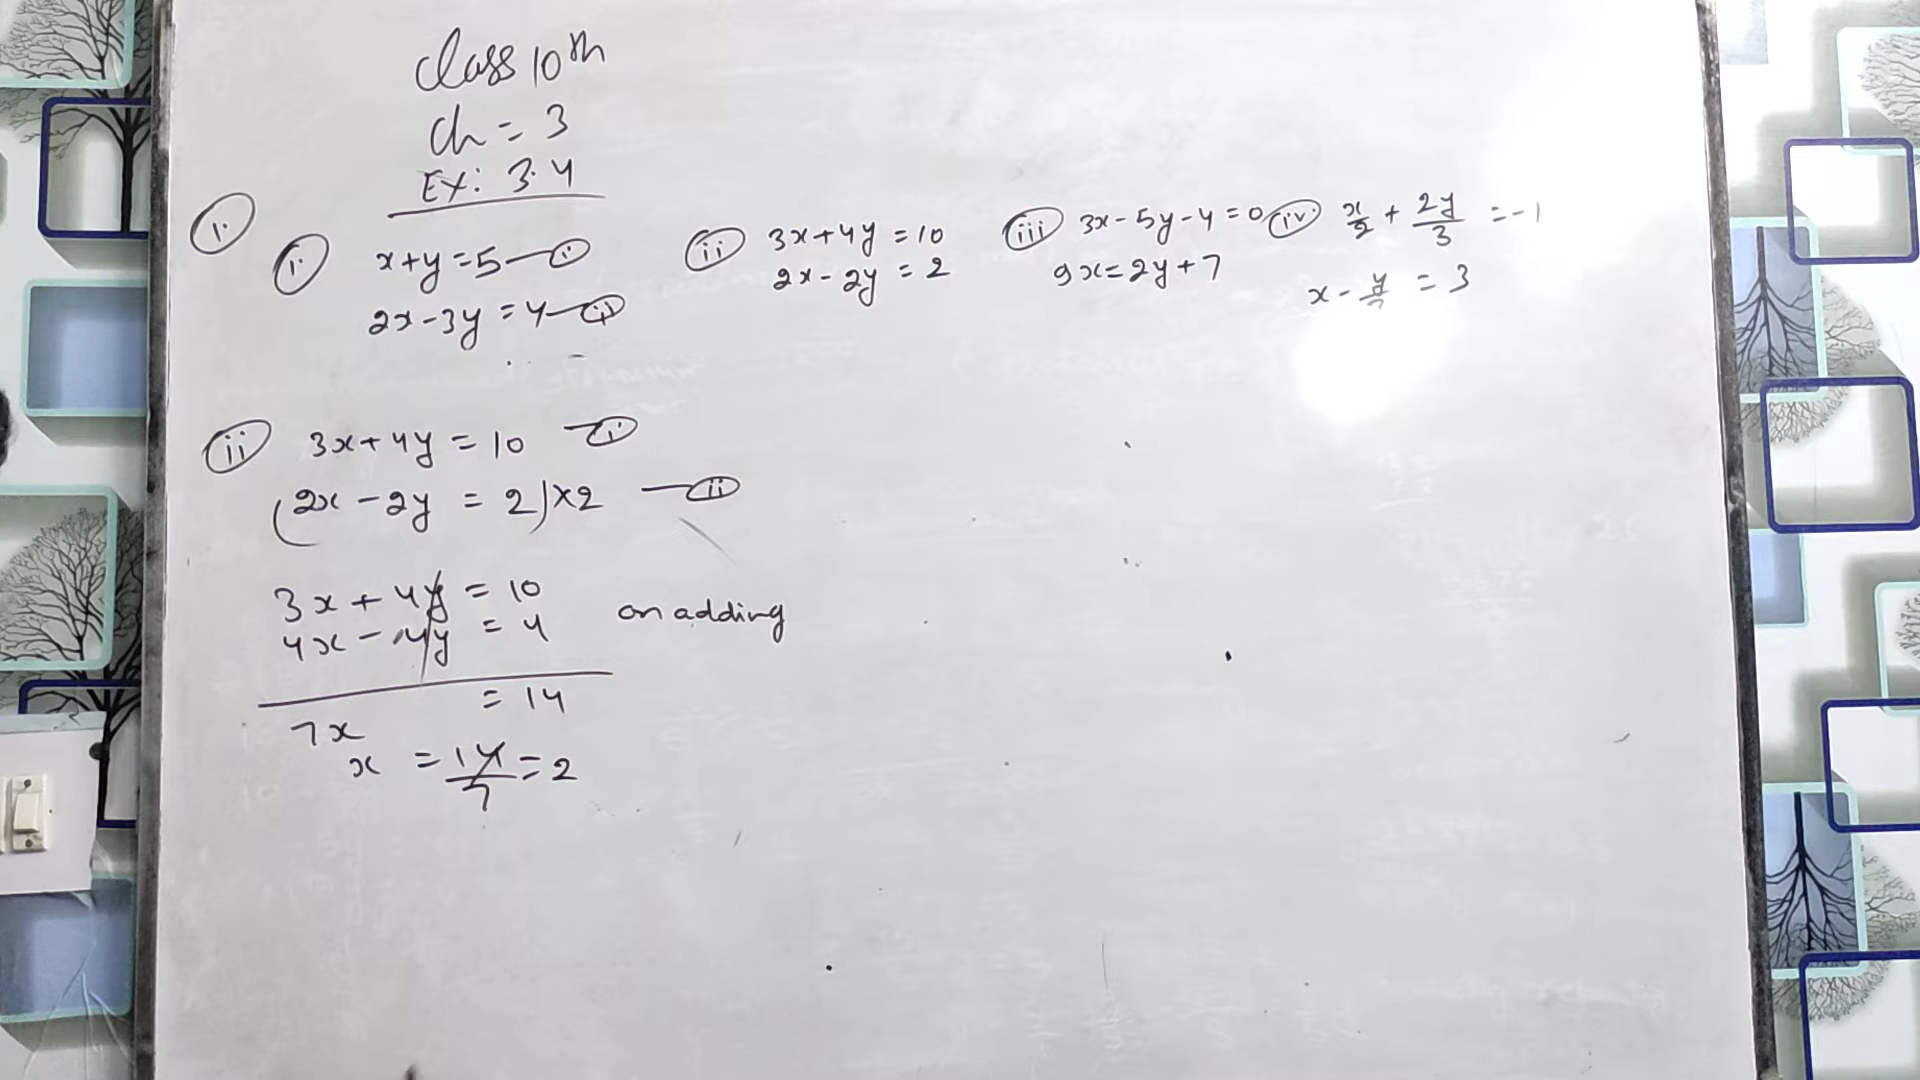 Class 10th
Ch = 3
EX: 3.4
(i.)
(i.) x+y=5 —(i)
2x-3y=4 —(ii)
(ii) 3x+4y=10
2x-2y=2
(iii) 3x-5y-4=0
9x=2y+7
(iv.) x/2 + 2y/3 = -1
x - y/3 = 3
(ii) 3x+4y=10 —(i)
(2x-2y=2)×2 —(ii)
3x+4y=10
4x-4y=4 on adding
= 14
7x
x = 14/7 = 2